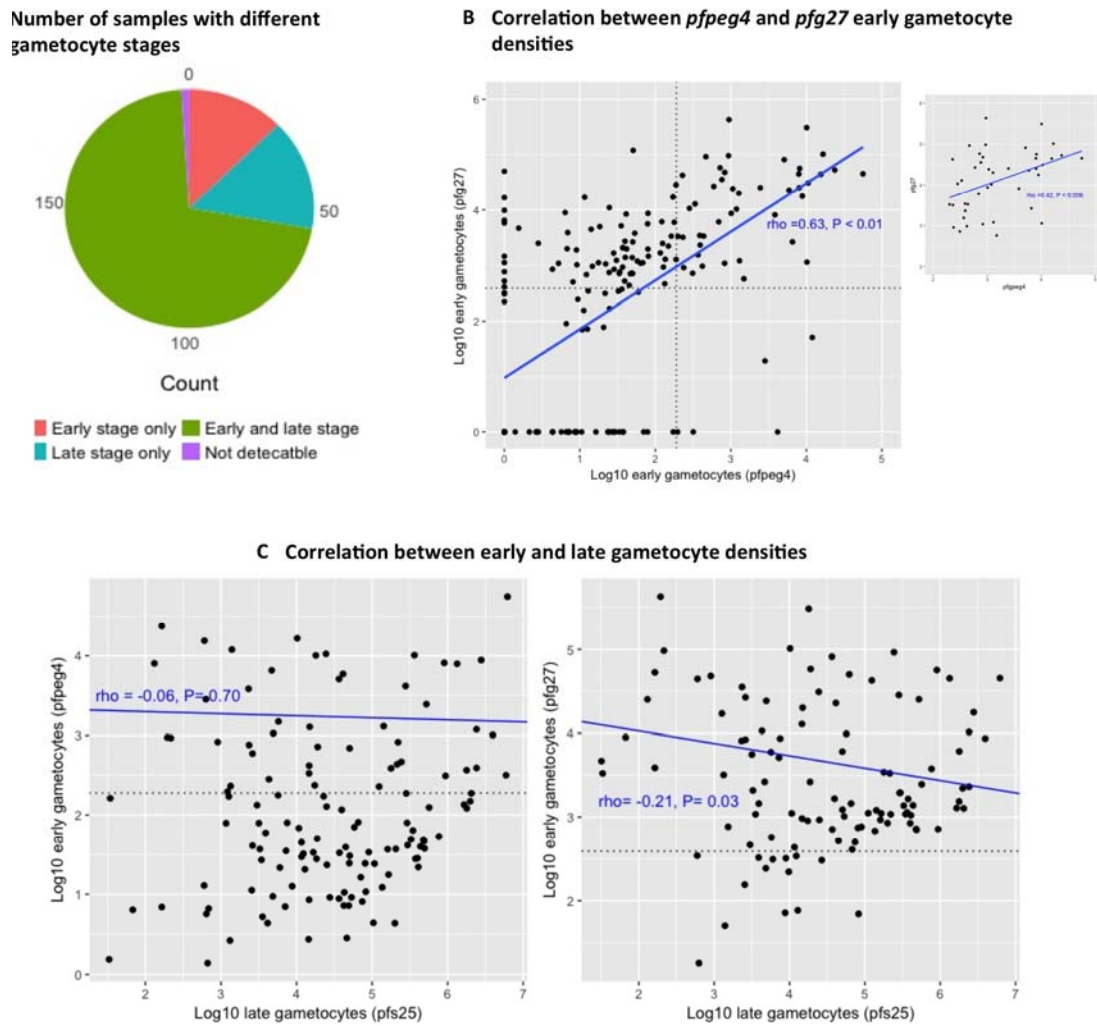 Number of samples with different
gametocyte stages
0
50
100
150
Count
Early stage only
Early and late stage
Late stage only
Not detecatble
B Correlation between pfpeg4 and pfg27 early gametocyte
densities
Log10 early gametocytes (pfg27)
6
4
2
0
rho =0.63, P < 0.01
0 1 2 3 4 5
Log10 early gametocytes (pfpeg4)
pfg27
pfpeg4
C Correlation between early and late gametocyte densities
Log10 early gametocytes (pfpeg4)
4
3
2
1
0
rho = -0.06, P= 0.70
2 3 4 5 6 7
Log10 late gametocytes (pfs25)
Log10 early gametocytes (pfg27)
5
4
3
2
rho= -0.21, P= 0.03
2 3 4 5 6 7
Log10 late gametocytes (pfs25)